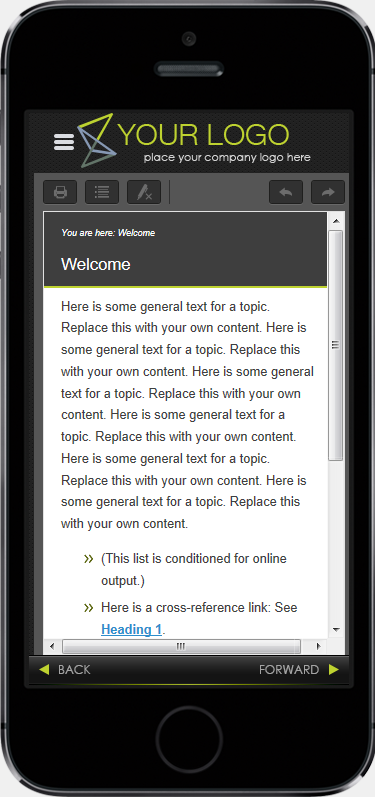 YOUR LOGO
place your company logo here
You are here: Welcome
Welcome
Here is some general text for a topic.
Replace this with your own content. Here is
some general text for a topic. Replace this
with your own content. Here is some general
text for a topic. Replace this with your own
content. Here is some general text for a
topic. Replace this with your own content.
Here is some general text for a topic.
Replace this with your own content. Here is
some general text for a topic. Replace this
with your own content.
(This list is conditioned for online
output.)
Here is a cross-reference link: See
Heading 1.
BACK
FORWARD